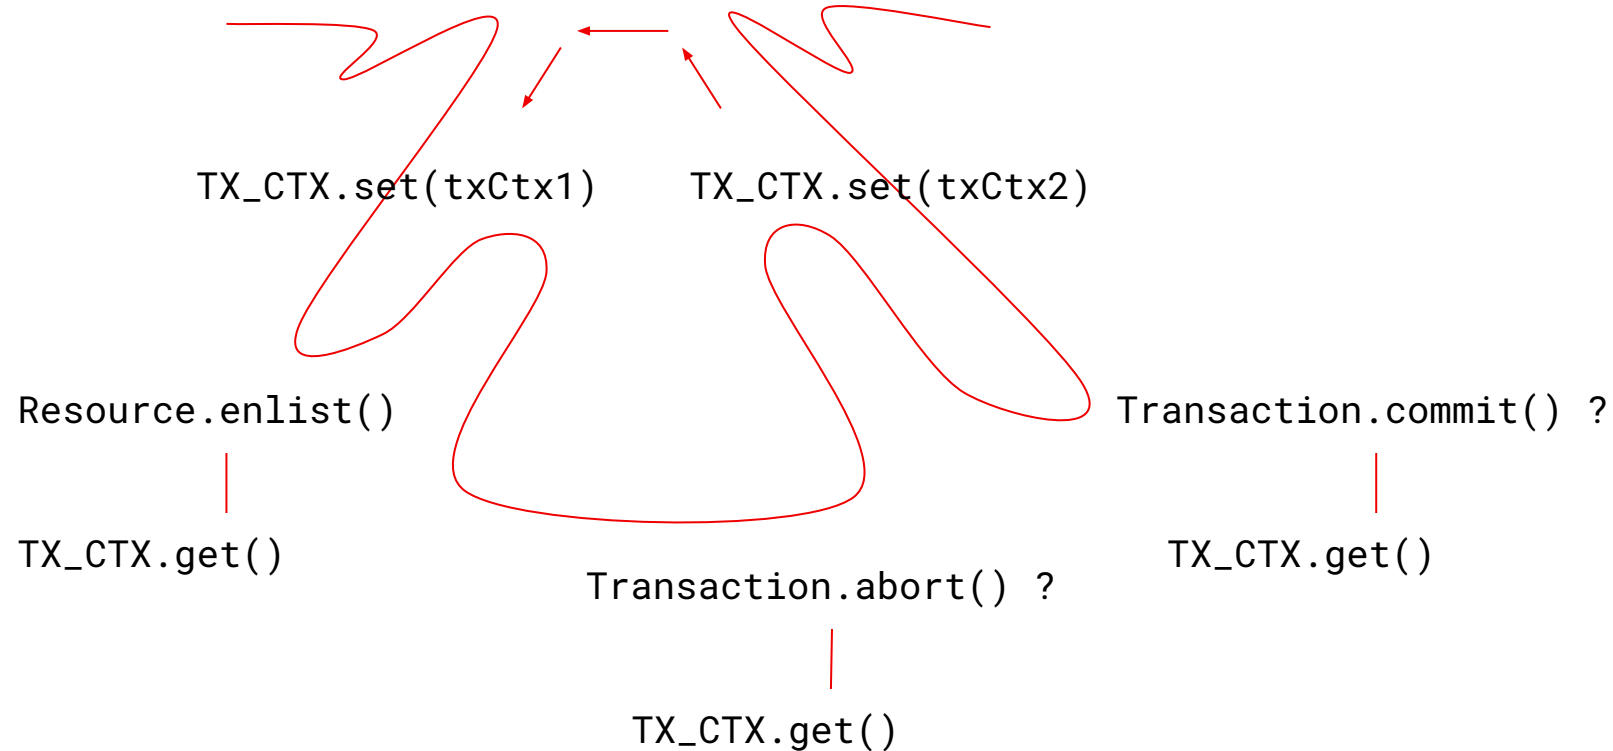 TX_CTX.set(txCtx1) TX_CTX.set(txCtx2)
Resource.enlist() Transaction.commit() ?
TX_CTX.get() TX_CTX.get()
Transaction.abort() ?
TX_CTX.get()